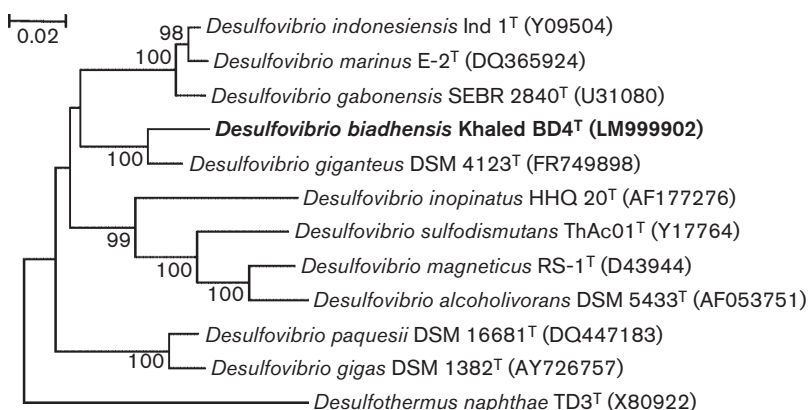 0.02
98
100
Desulfovibrio indonesiensis Ind 1ᵀ (Y09504)
Desulfovibrio marinus E-2ᵀ (DQ365924)
Desulfovibrio gabonensis SEBR 2840ᵀ (U31080)
Desulfovibrio biadhensis Khaled BD4ᵀ (LM999902)
100
Desulfovibrio giganteus DSM 4123ᵀ (FR749898)
Desulfovibrio inopinatus HHQ 20ᵀ (AF177276)
99
Desulfovibrio sulfodismutans ThAc01ᵀ (Y17764)
100
Desulfovibrio magneticus RS-1ᵀ (D43944)
100
Desulfovibrio alcoholivorans DSM 5433ᵀ (AF053751)
Desulfovibrio paquesii DSM 16681ᵀ (DQ447183)
100
Desulfovibrio gigas DSM 1382ᵀ (AY726757)
Desulfothermus naphthae TD3ᵀ (X80922)